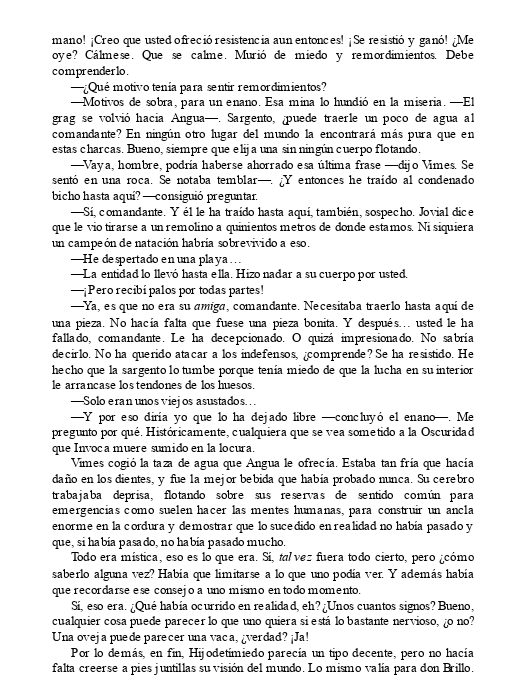 mano! ¡Creo que usted ofreció resistencia aun entonces! ¡Se resistió y ganó! ¿Me
oye? Cálmese. Que se calme. Murió de miedo y remordimientos. Debe
comprenderlo.
—¿Qué motivo tenía para sentir remordimientos?
—Motivos de sobra, para un enano. Esa mina lo hundió en la miseria. —El
grag se volvió hacia Angua—. Sargento, ¿puede traerle un poco de agua al
comandante? En ningún otro lugar del mundo la encontrará más pura que en
estas charcas. Bueno, siempre que elija una sin ningún cuerpo flotando.
—Vaya, hombre, podría haberse ahorrado esa última frase —dijo Vimes. Se
sentó en una roca. Se notaba temblar—. ¿Y entonces he traído al condenado
bicho hasta aquí? —consiguió preguntar.
—Sí, comandante. Y él le ha traído hasta aquí, también, sospecho. Jovial dice
que le vio tirarse a un remolino a quinientos metros de donde estamos. Ni siquiera
un campeón de natación habría sobrevivido a eso.
—He despertado en una playa…
—La entidad lo llevó hasta ella. Hizo nadar a su cuerpo por usted.
—¡Pero recibí palos por todas partes!
—Ya, es que no era su amiga, comandante. Necesitaba traerlo hasta aquí de
una pieza. No hacía falta que fuese una pieza bonita. Y después… usted le ha
fallado, comandante. Le ha decepcionado. O quizá impresionado. No sabría
decirlo. No ha querido atacar a los indefensos, ¿comprende? Se ha resistido. He
hecho que la sargento lo tumbe porque tenía miedo de que la lucha en su interior
le arrancase los tendones de los huesos.
—Solo eran unos viejos asustados…
—Y por eso diría yo que lo ha dejado libre —concluyó el enano—. Me
pregunto por qué. Históricamente, cualquiera que se vea sometido a la Oscuridad
que Invoca muere sumido en la locura.
Vimes cogió la taza de agua que Angua le ofrecía. Estaba tan fría que hacía
daño en los dientes, y fue la mejor bebida que había probado nunca. Su cerebro
trabajaba deprisa, flotando sobre sus reservas de sentido común para
emergencias como suelen hacer las mentes humanas, para construir un ancla
enorme en la cordura y demostrar que lo sucedido en realidad no había pasado y
que, si había pasado, no había pasado mucho.
Todo era mística, eso es lo que era. Sí, tal vez fuera todo cierto, pero ¿cómo
saberlo alguna vez? Había que limitarse a lo que uno podía ver. Y además había
que recordarse ese consejo a uno mismo en todo momento.
Sí, eso era. ¿Qué había ocurrido en realidad, eh? ¿Unos cuantos signos? Bueno,
cualquier cosa puede parecer lo que uno quiera si está lo bastante nervioso, ¿o no?
Una oveja puede parecer una vaca, ¿verdad? ¡Ja!
Por lo demás, en fin, Hijodetimiedo parecía un tipo decente, pero no hacía
falta creerse a pies juntillas su visión del mundo. Lo mismo valía para don Brillo.